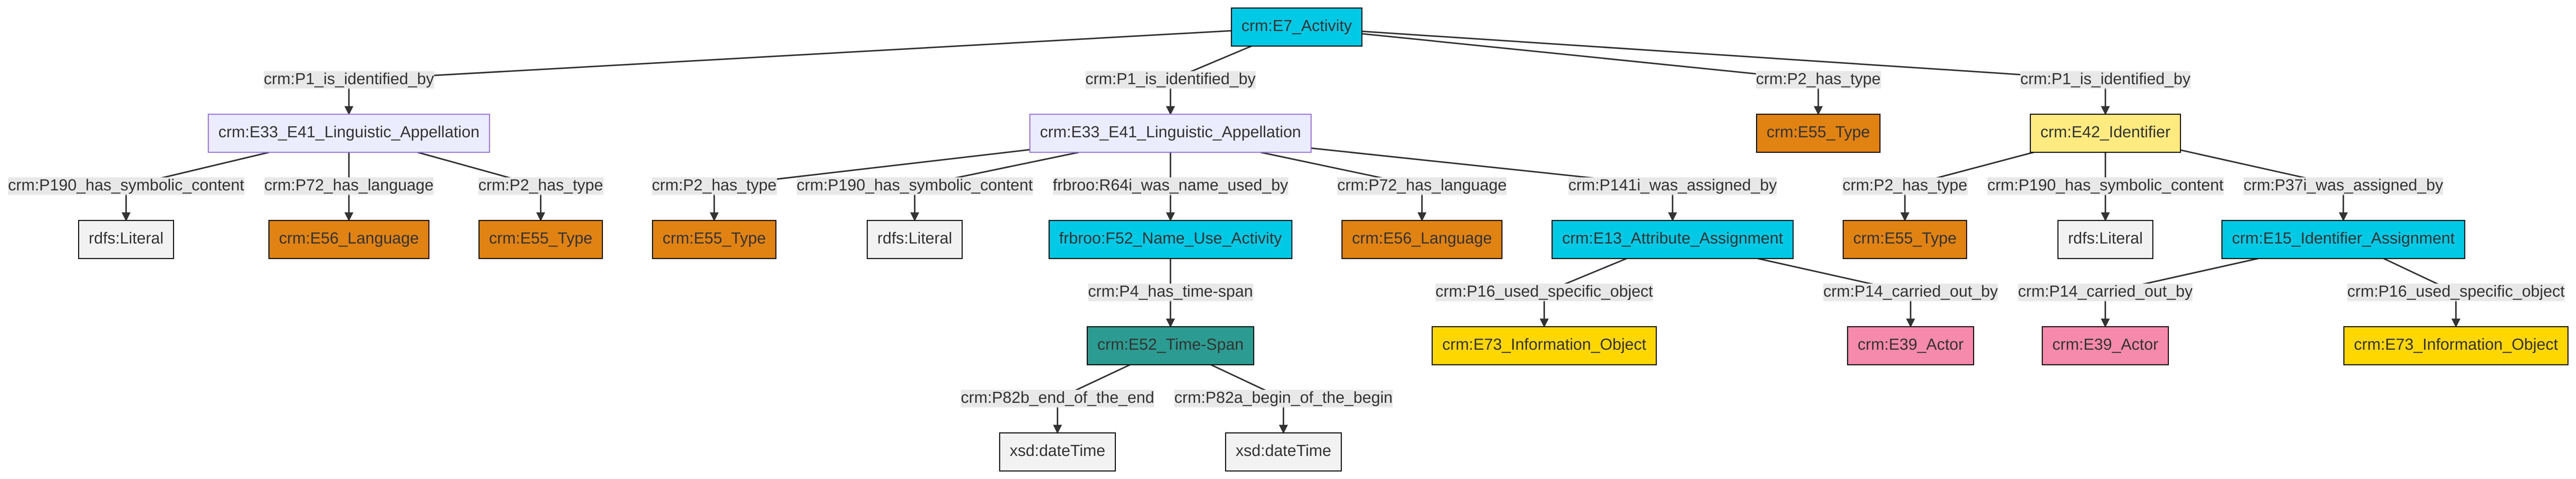 crm:E7_Activity
crm:P1_is_identified_by
crm:P1_is_identified_by
crm:P2_has_type
crm:P1_is_identified_by
crm:E33_E41_Linguistic_Appellation
crm:E33_E41_Linguistic_Appellation
crm:E55_Type
crm:E42_Identifier
crm:P190_has_symbolic_content
crm:P72_has_language
crm:P2_has_type
crm:P2_has_type
crm:P190_has_symbolic_content
frbroo:R64i_was_name_used_by
crm:P72_has_language
crm:P141i_was_assigned_by
crm:P2_has_type
crm:P190_has_symbolic_content
crm:P37i_was_assigned_by
rdfs:Literal
crm:E56_Language
crm:E55_Type
crm:E55_Type
rdfs:Literal
frbroo:F52_Name_Use_Activity
crm:E56_Language
crm:E13_Attribute_Assignment
crm:E55_Type
rdfs:Literal
crm:E15_Identifier_Assignment
crm:P4_has_time-span
crm:P16_used_specific_object
crm:P14_carried_out_by
crm:P14_carried_out_by
crm:P16_used_specific_object
crm:E52_Time-Span
crm:E73_Information_Object
crm:E39_Actor
crm:E39_Actor
crm:E73_Information_Object
crm:P82b_end_of_the_end
crm:P82a_begin_of_the_begin
xsd:dateTime
xsd:dateTime